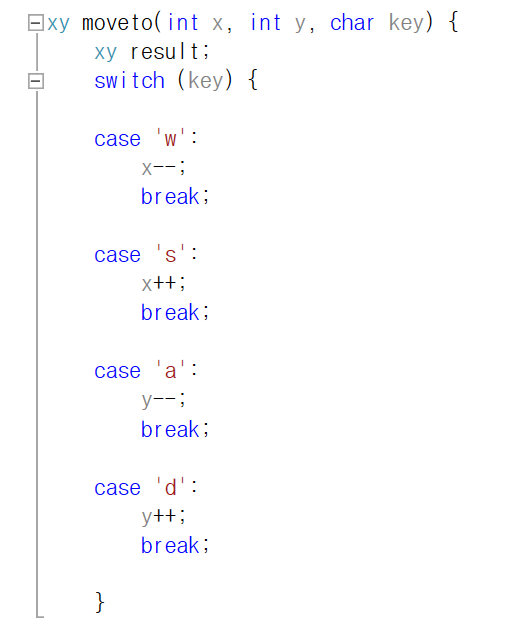 xy moveto(int x, int y, char key) {
xy result;
switch (key) {
case 'w':
x--;
break;
case 's':
x++;
break;
case 'a':
y--;
break;
case 'd':
y++;
break;
}